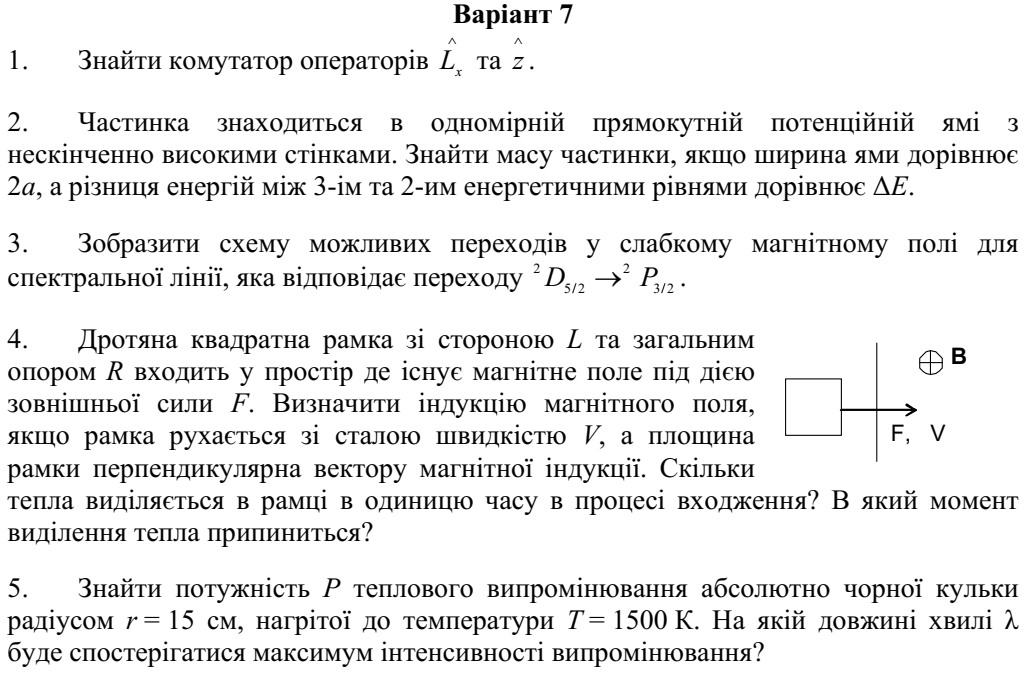 Варіант 7
1. Знайти комутатор операторів $\hat{L}_x$ та $\hat{z}$.
2. Частинка знаходиться в одномірній прямокутній потенційній ямі з
нескінченно високими стінками. Знайти масу частинки, якщо ширина ями дорівнює
2a, а різниця енергій між 3-ім та 2-им енергетичними рівнями дорівнює ΔE.
3. Зобразити схему можливих переходів у слабкому магнітному полі для
спектральної лінії, яка відповідає переходу $^2D_{5/2} \rightarrow ^2P_{3/2}$.
4. Дротяна квадратна рамка зі стороною L та загальним
опором R входить у простір де існує магнітне поле під дією
зовнішньої сили F. Визначити індукцію магнітного поля,
якщо рамка рухається зі сталою швидкістю V, а площина
рамки перпендикулярна вектору магнітної індукції. Скільки
тепла виділяється в рамці в одиницю часу в процесі входження? В який момент
виділення тепла припиниться?
B
F, V
5. Знайти потужність P теплового випромінювання абсолютно чорної кульки
радіусом r = 15 см, нагрітої до температури T = 1500 К. На якій довжині хвилі λ
буде спостерігатися максимум інтенсивності випромінювання?